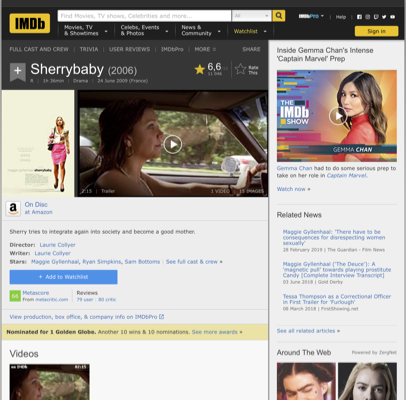 IMDb
Find Movies, TV shows, Celebrities and more...
All
Movies, TV & Showtimes
Celebs, Events & Photos
News & Community
Watchlist
IMDbPro
Help
Sign in
FULL CAST AND CREW | TRIVIA | USER REVIEWS | IMDbPro | MORE
SHARE
Sherrybaby (2006)
6,6
Rate This
1h 36min | Drama | 24 June 2009 (France)
2:15 | Trailer
1 VIDEO
15 IMAGES
On Disc
at Amazon
Sherry tries to integrate again into society and become a good mother.
Director: Laurie Collyer
Writer: Laurie Collyer
Stars: Maggie Gyllenhaal, Ryan Simpkins, Sam Bottoms | See full cast & crew »
+ Add to Watchlist
Metascore
From metacritic.com
Reviews
79 user | 86 critic
View production, box office, & company info on IMDbPro
Nominated for 1 Golden Globe. Another 10 wins & 10 nominations. See more awards »
Videos
02:15
Inside Gemma Chan's Intense
'Captain Marvel' Prep
THE
IMDb
SHOW
GEMMA CHAN
Gemma Chan had to do some serious prep
to take on her role in Captain Marvel.
Watch now »
Related News
Maggie Gyllenhaal: 'There have to be
consequences for disrespecting women
sexually'
28 February 2019 | The Guardian - Film News
Maggie Gyllenhaal ('The Deuce'): A
'magnetic pull' towards playing prostitute
Candy [Complete Interview Transcript]
03 June 2018 | Gold Derby
Tessa Thompson as a Correctional Officer
in First Trailer for 'Furlough'
08 March 2018 | FirstShowing.net
See all related articles »
Around The Web
Powered by ZergNet